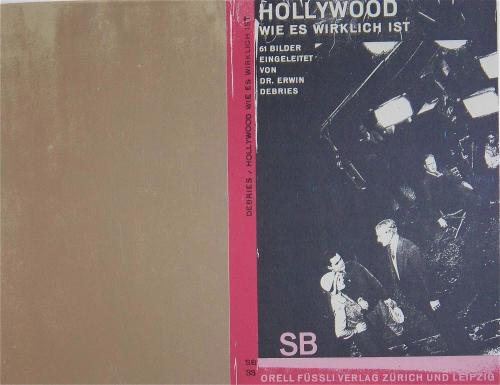 HOLLYWOOD
WIE ES WIRKLICH IST
61 BILDER
EINGELEITET
VON
DR. ERWIN
DEBRIES
SB
ORELL FÜSSLI VERLAG ZÜRICH UND LEIPZIG
DEBRIES / HOLLYWOOD WIE ES WIRKLICH IST
SB
33